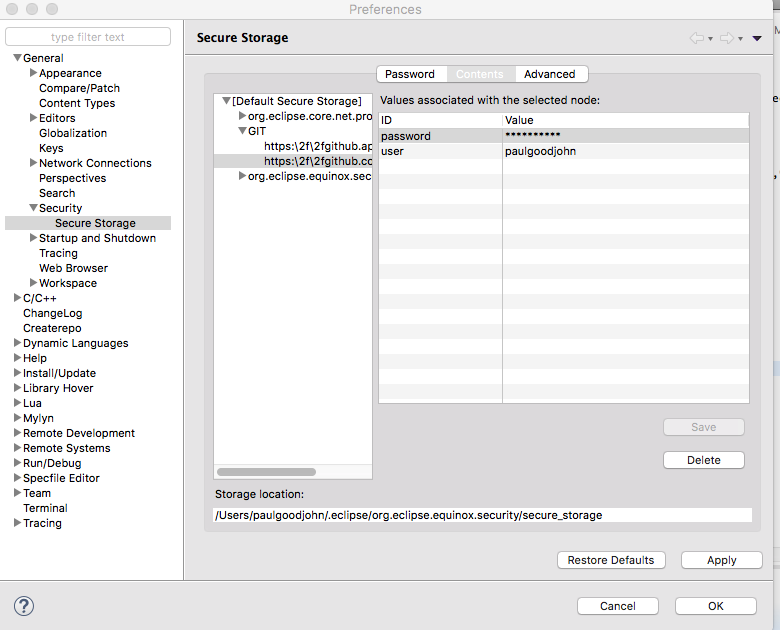 Preferences
type filter text
General
Appearance
Compare/Patch
Content Types
Editors
Globalization
Keys
Network Connections
Perspectives
Search
Security
Secure Storage
Startup and Shutdown
Tracing
Web Browser
Workspace
C/C++
ChangeLog
Createrepo
Dynamic Languages
Help
Install/Update
Library Hover
Lua
Mylyn
Remote Development
Remote Systems
Run/Debug
Specfile Editor
Team
Terminal
Tracing
Secure Storage
Password Contents Advanced
[Default Secure Storage]
org.eclipse.core.net.pro
GIT
https:\2f\2fgithub.ap
https:\2f\2fgithub.co
org.eclipse.equinox.sec
Values associated with the selected node:
ID Value
password **********
user paulgoodjohn
Save
Delete
Storage location:
/Users/paulgoodjohn/.eclipse/org.eclipse.equinox.security/secure_storage
Restore Defaults Apply
? Cancel OK